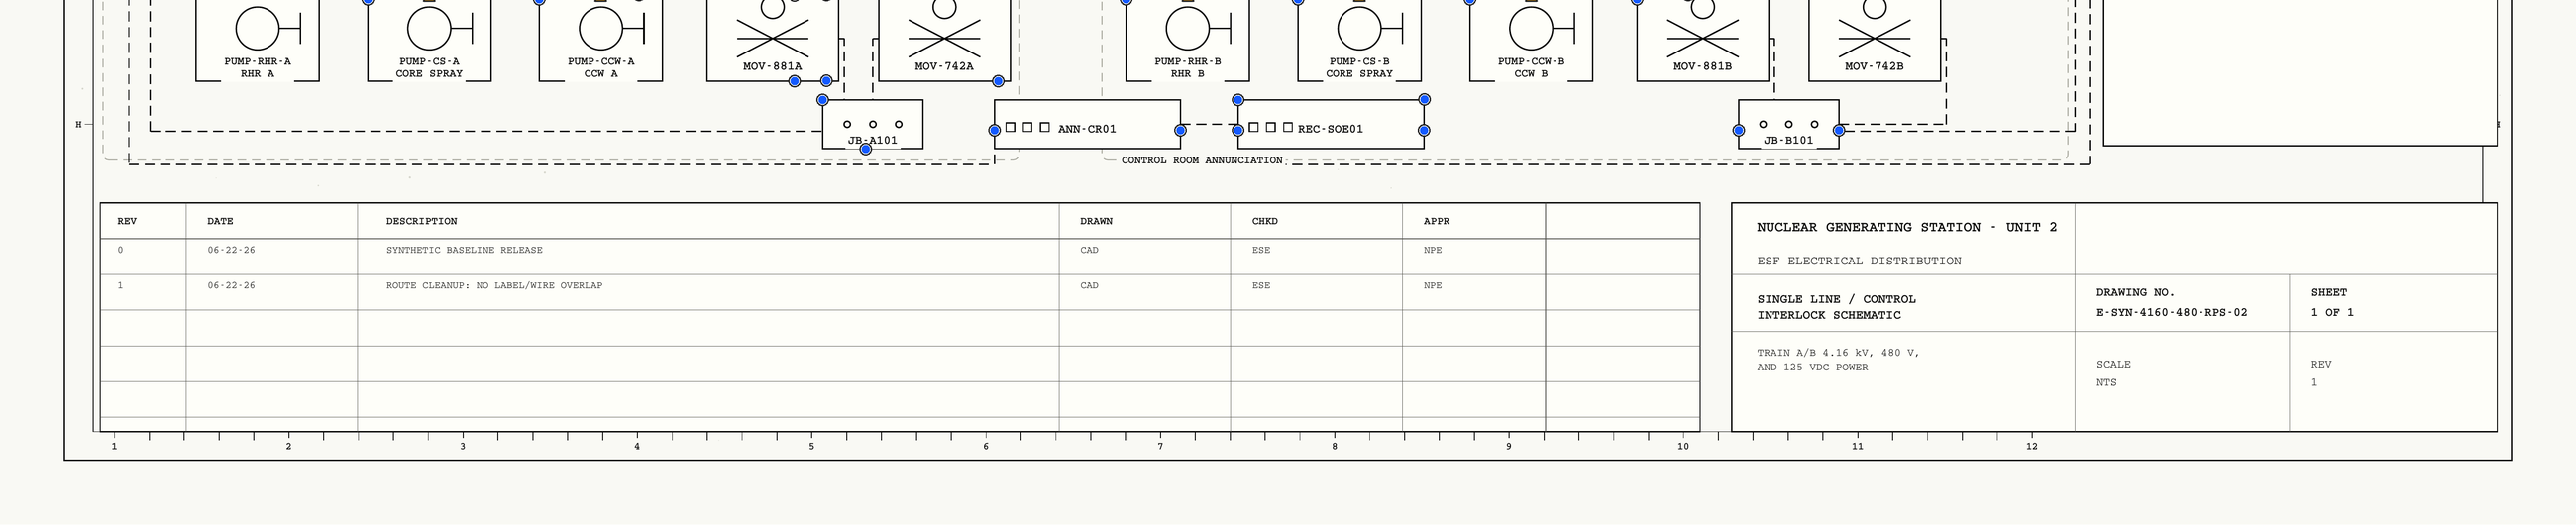 PUMP-RHR-A
RHR A
PUMP-CS-A
CORE SPRAY
PUMP-CCW-A
CCW A
MOV-881A
MOV-742A
PUMP-RHR-B
RHR B
PUMP-CS-B
CORE SPRAY
PUMP-CCW-B
CCW B
MOV-881B
MOV-742B
H
JB-A101
ANN-CR01
REC-SOE01
JB-B101
CONTROL ROOM ANNUNCIATION
REV DATE DESCRIPTION DRAWN CHKD APPR
0 06-22-26 SYNTHETIC BASELINE RELEASE CAD ESE NPE
1 06-22-26 ROUTE CLEANUP: NO LABEL/WIRE OVERLAP CAD ESE NPE
NUCLEAR GENERATING STATION - UNIT 2
ESF ELECTRICAL DISTRIBUTION
SINGLE LINE / CONTROL
INTERLOCK SCHEMATIC
DRAWING NO.
E-SYN-4160-480-RPS-02
SHEET
1 OF 1
TRAIN A/B 4.16 kV, 480 V,
AND 125 VDC POWER
SCALE
NTS
REV
1
1 2 3 4 5 6 7 8 9 10 11 12